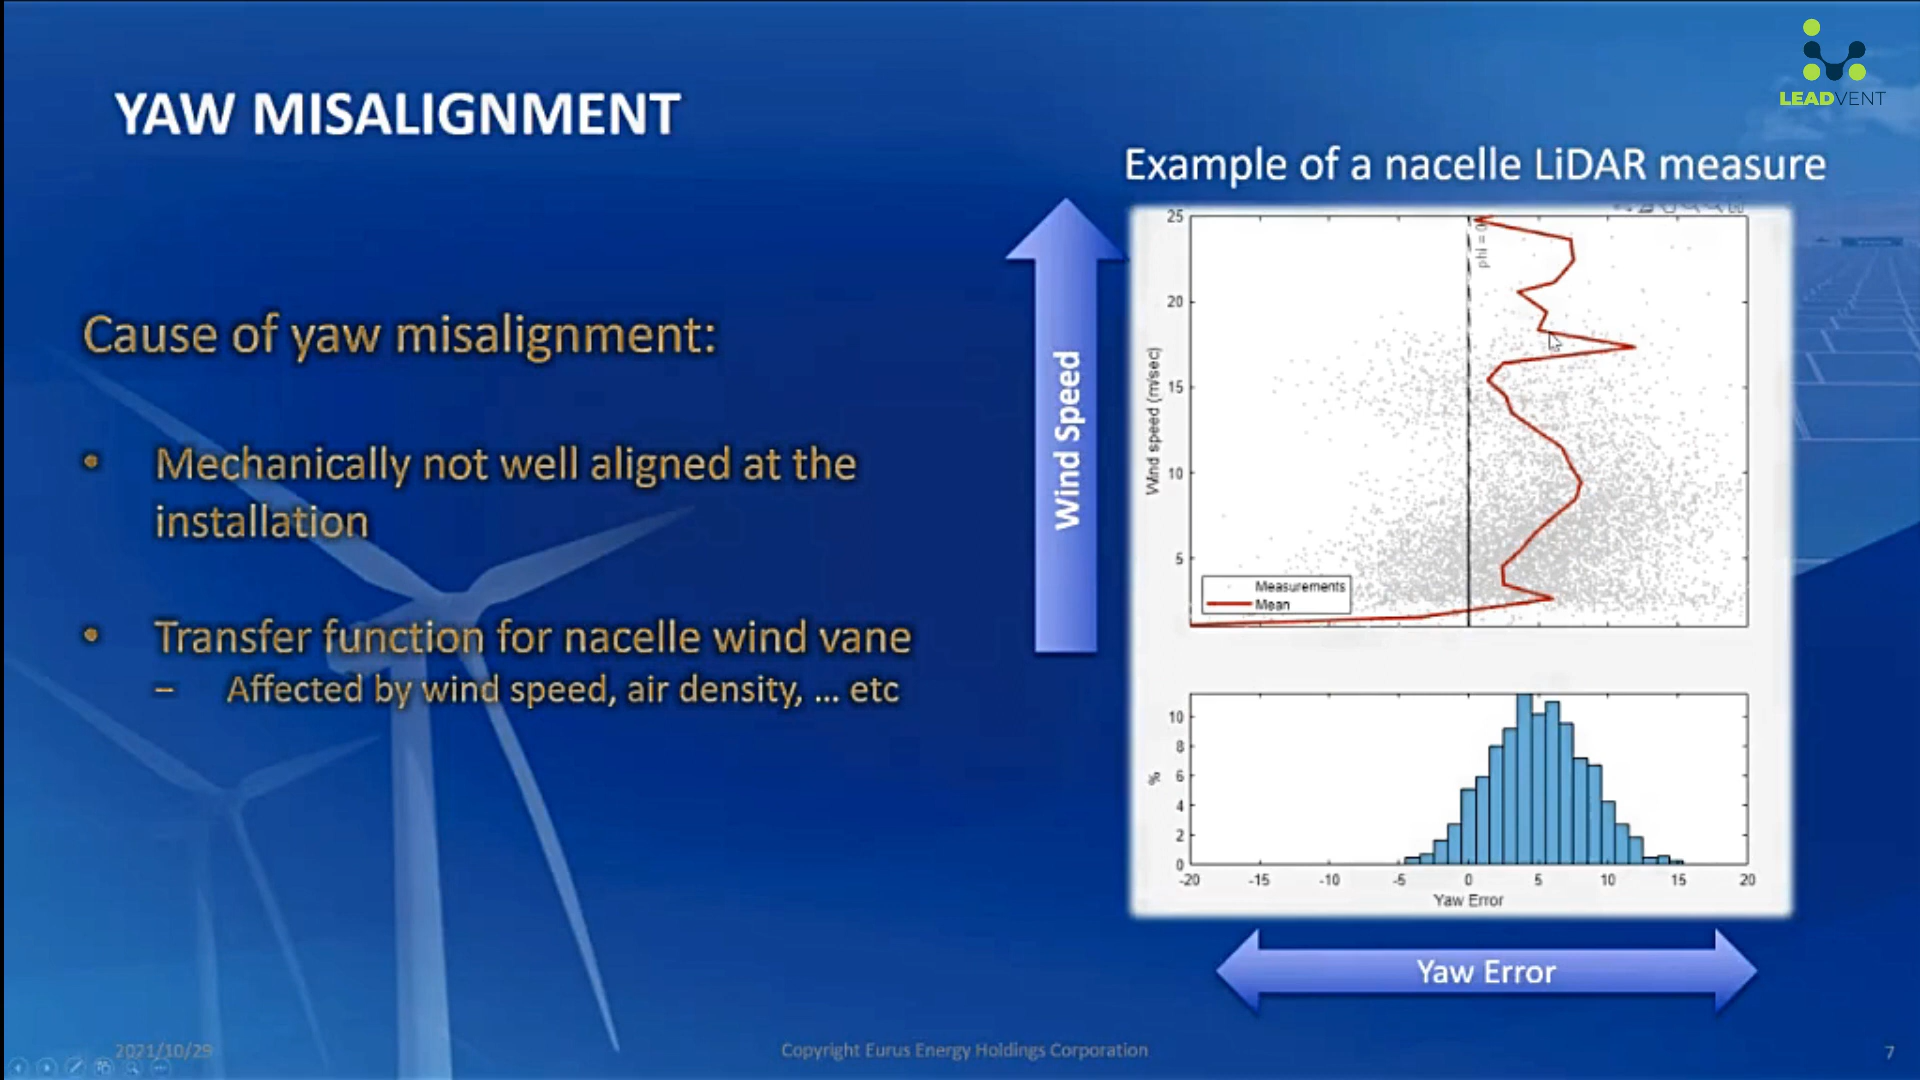 LEADVENT
YAW MISALIGNMENT
Example of a nacelle LiDAR measure
Cause of yaw misalignment:
• Mechanically not well aligned at the
installation
• Transfer function for nacelle wind vane
– Affected by wind speed, air density, ... etc
Wind Speed
25
20
15
10
5
Wind speed (m/sec)
phi = 0
Measurements
Mean
10
8
6
4
2
0
%
-20 -15 -10 -5 0 5 10 15 20
Yaw Error
Yaw Error
2021/10/29
Copyright Eurus Energy Holdings Corporation
7